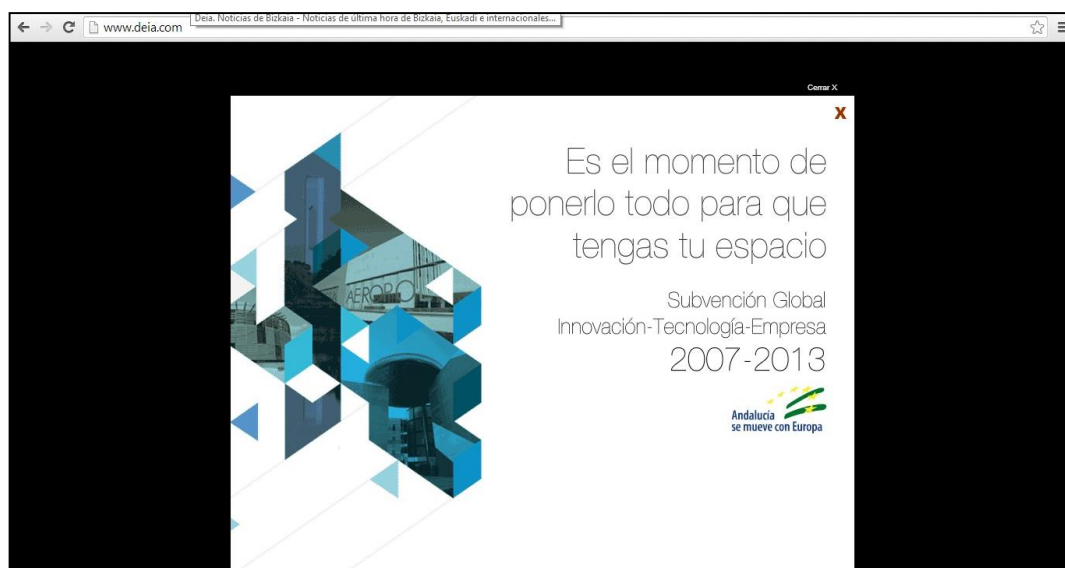 Deia. Noticias de Bizkaia - Noticias de última hora de Bizkaia, Euskadi e internacionales...
www.deia.com
Cerrar X
X
Es el momento de
ponerlo todo para que
tengas tu espacio
Subvención Global
Innovación-Tecnología-Empresa
2007-2013
Andalucía
se mueve con Europa
AEROPIO